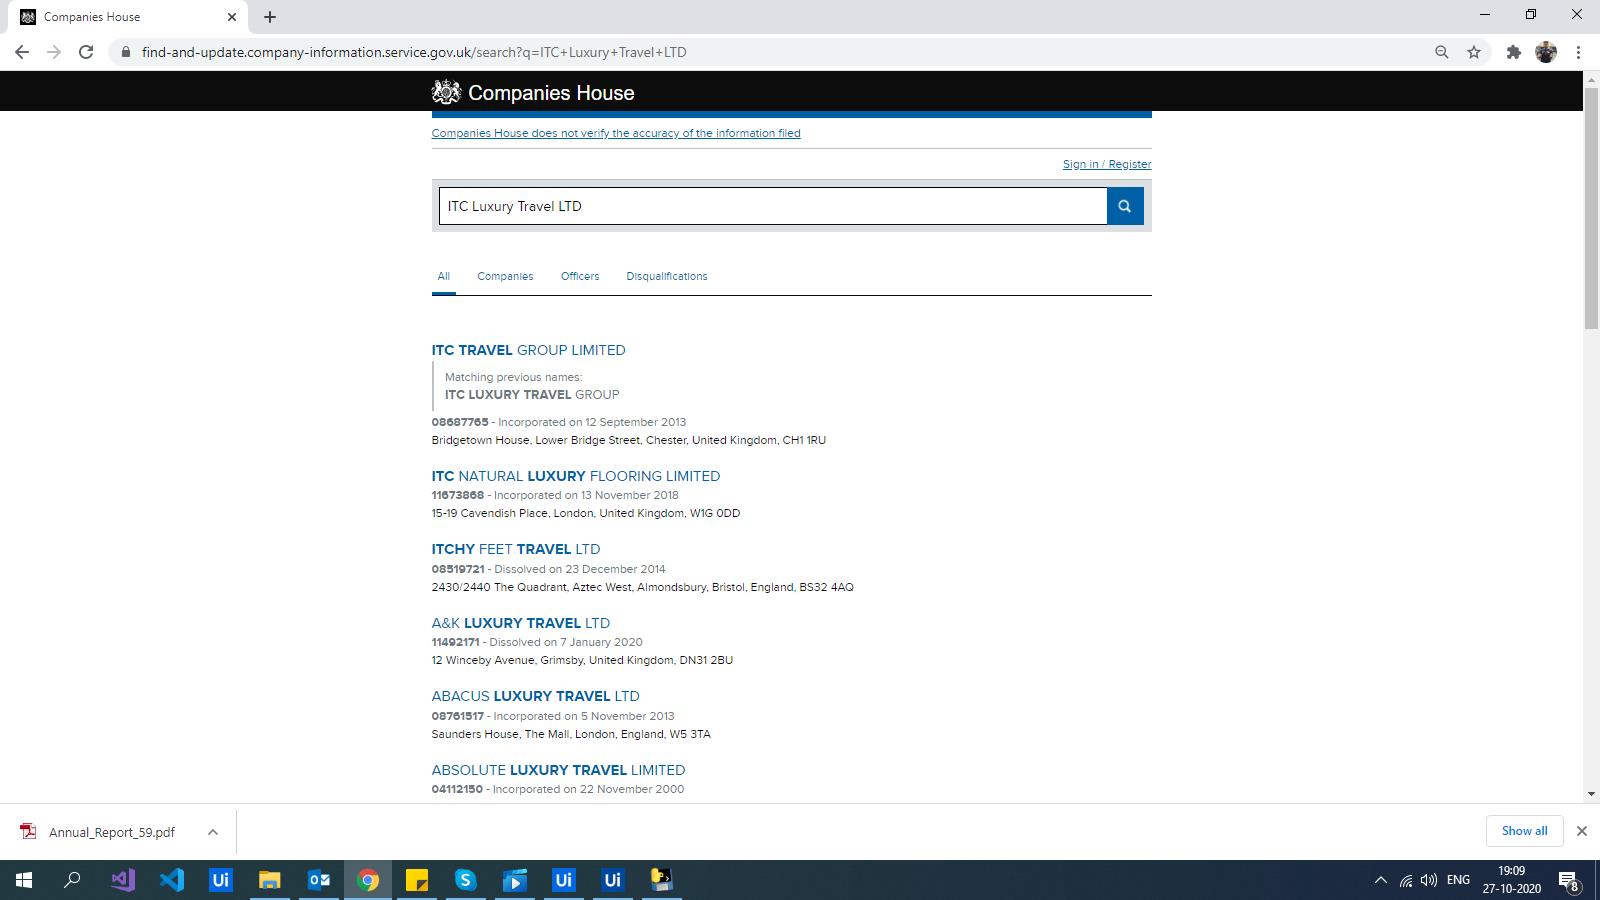 Companies House
find-and-update.company-information.service.gov.uk/search?q=ITC+Luxury+Travel+LTD
Companies House
Companies House does not verify the accuracy of the information filed
Sign in / Register
ITC Luxury Travel LTD
All Companies Officers Disqualifications
ITC TRAVEL GROUP LIMITED
Matching previous names:
ITC LUXURY TRAVEL GROUP
08687765 - Incorporated on 12 September 2013
Bridgetown House, Lower Bridge Street, Chester, United Kingdom, CH1 1RU
ITC NATURAL LUXURY FLOORING LIMITED
11673868 - Incorporated on 13 November 2018
15-19 Cavendish Place, London, United Kingdom, W1G 0DD
ITCHY FEET TRAVEL LTD
08519721 - Dissolved on 23 December 2014
2430/2440 The Quadrant, Aztec West, Almondsbury, Bristol, England, BS32 4AQ
A&K LUXURY TRAVEL LTD
11492171 - Dissolved on 7 January 2020
12 Winceby Avenue, Grimsby, United Kingdom, DN31 2BU
ABACUS LUXURY TRAVEL LTD
08761517 - Incorporated on 5 November 2013
Saunders House, The Mall, London, England, W5 3TA
ABSOLUTE LUXURY TRAVEL LIMITED
04112150 - Incorporated on 22 November 2000
Annual_Report_59.pdf
Show all
Ui
Ui
Ui
ENG
19:09
27-10-2020
8